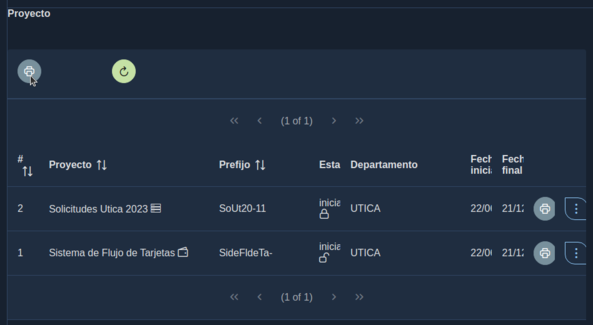 Proyecto
(1 of 1)
# Proyecto Prefijo Esta Departamento Fech inici Fech final
2 Solicitudes Utica 2023 SoUt20-11 inicia UTICA 22/0 21/12
1 Sistema de Flujo de Tarjetas SideFldeTa- inicia UTICA 22/0 21/12
(1 of 1)